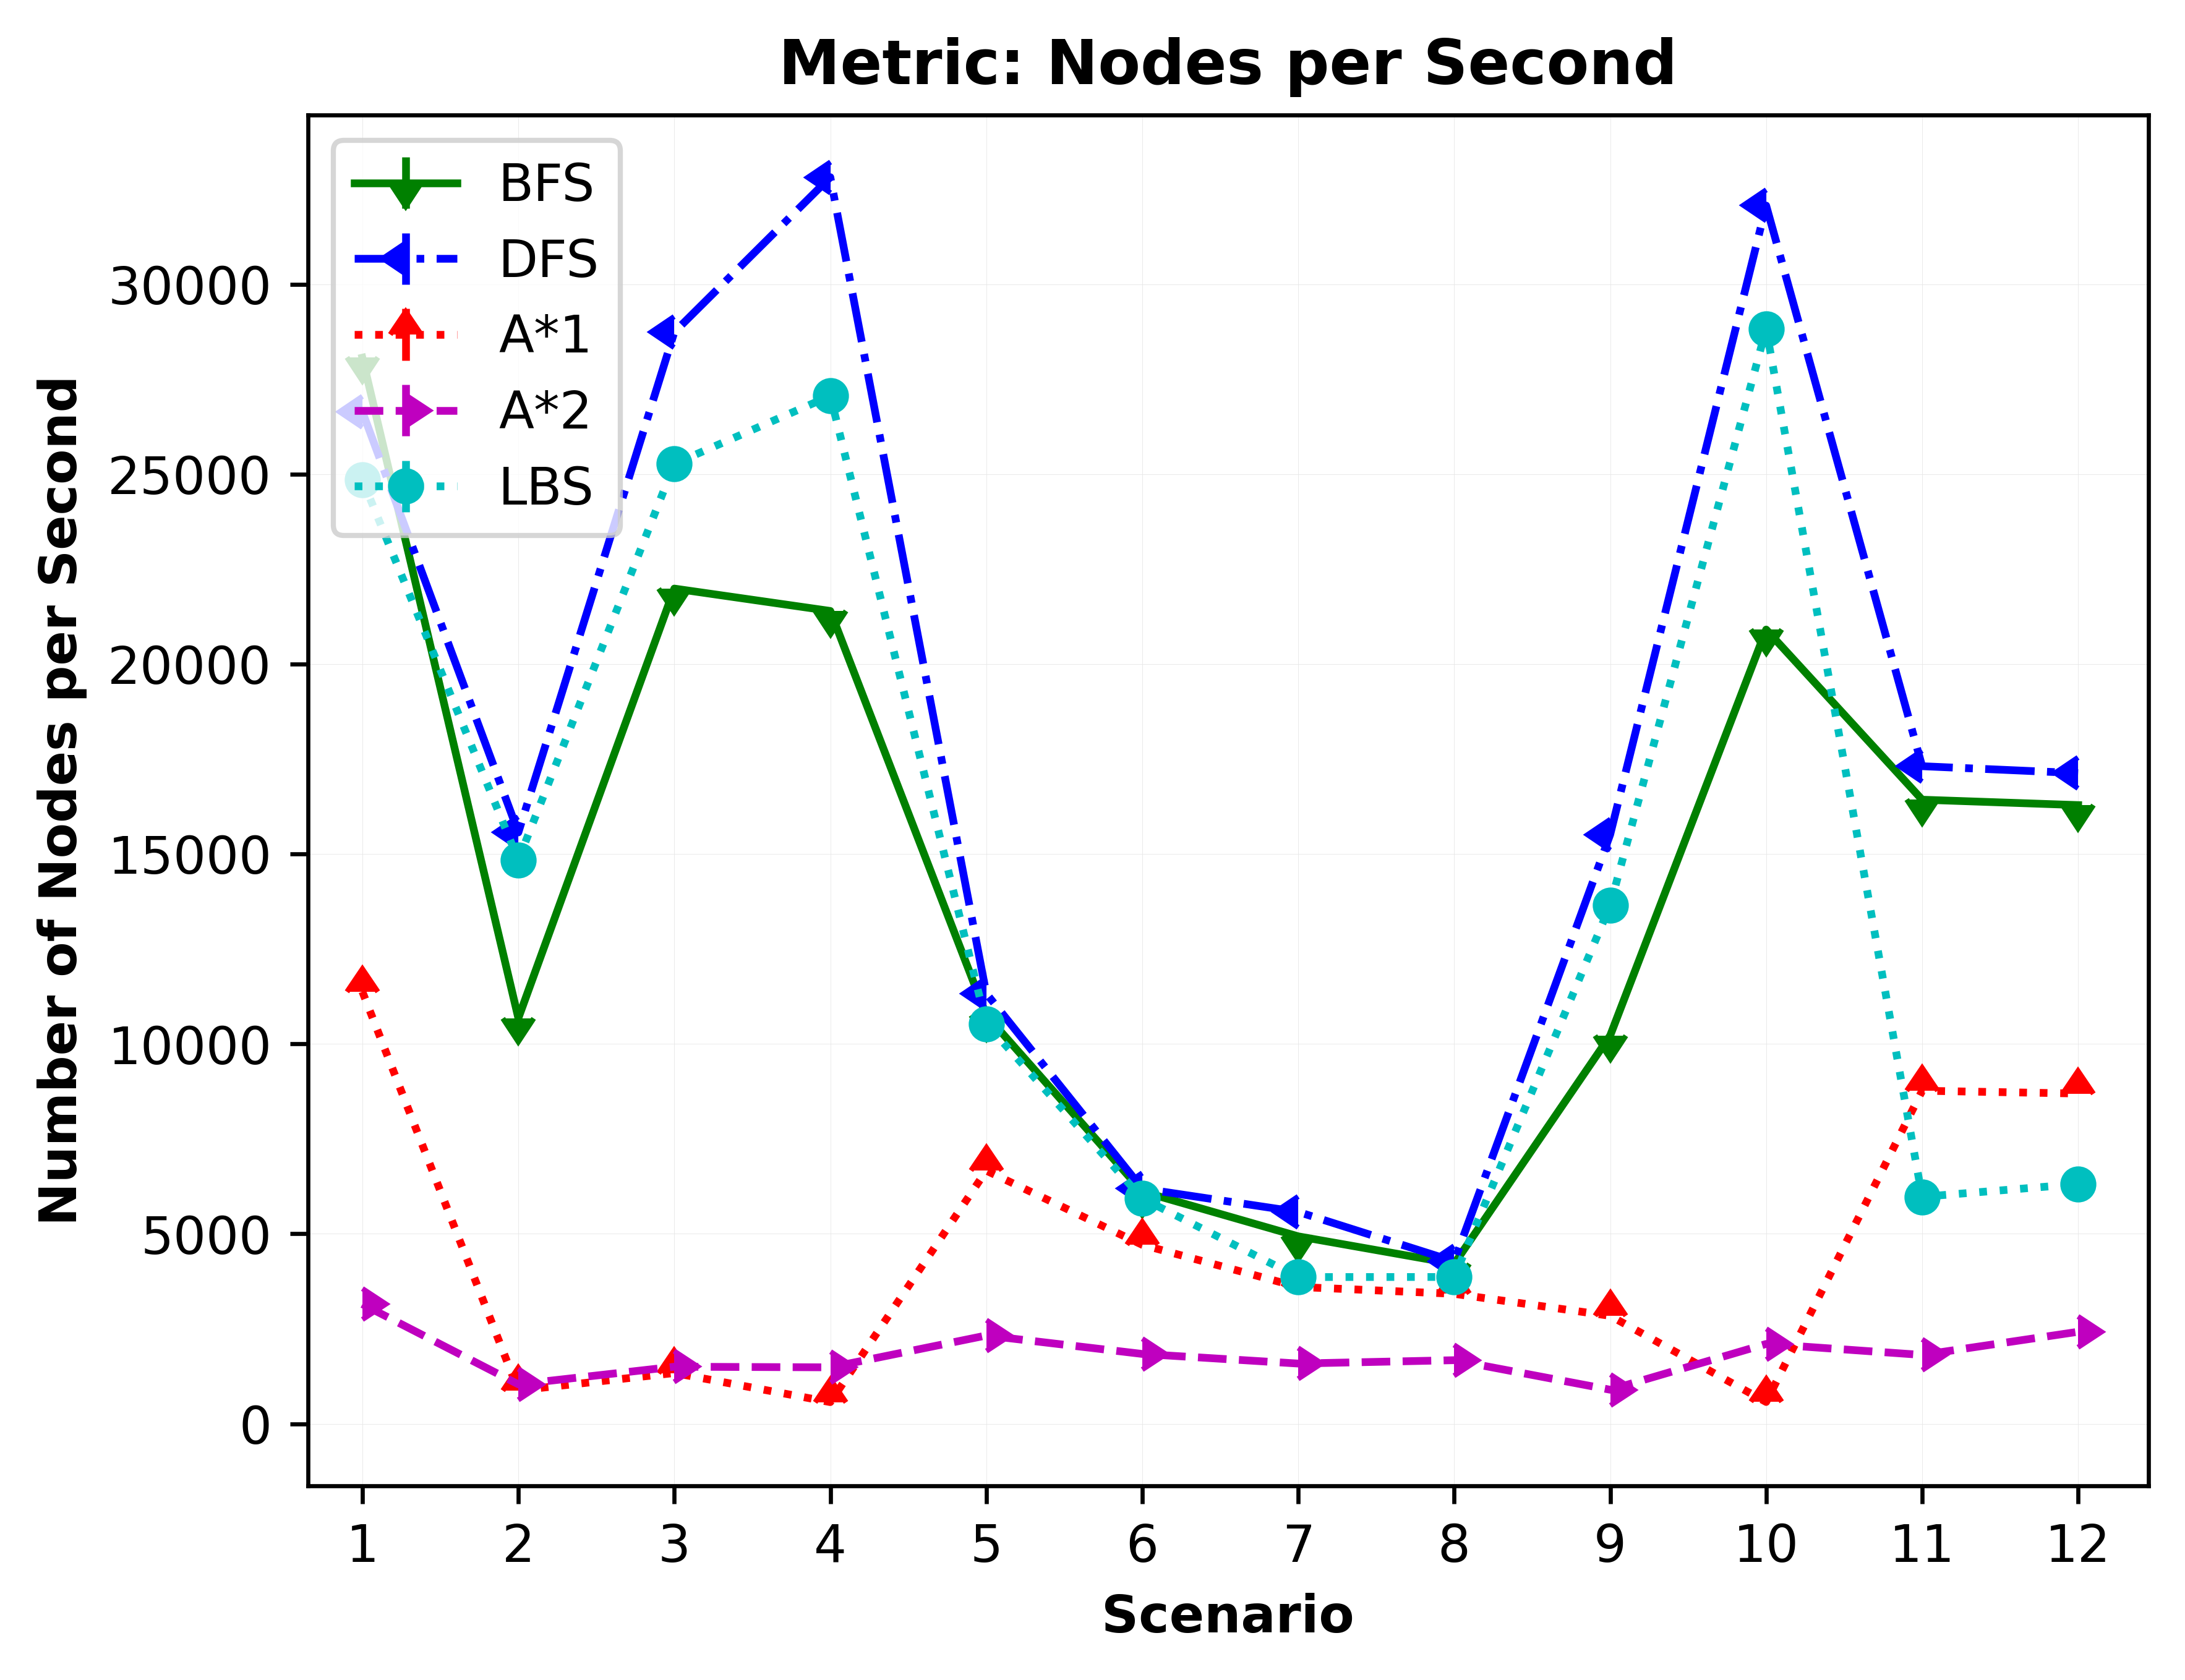 Metric: Nodes per Second
BFS
DFS
A*1
A*2
LBS
Number of Nodes per Second
30000
25000
20000
15000
10000
5000
0
1 2 3 4 5 6 7 8 9 10 11 12
Scenario